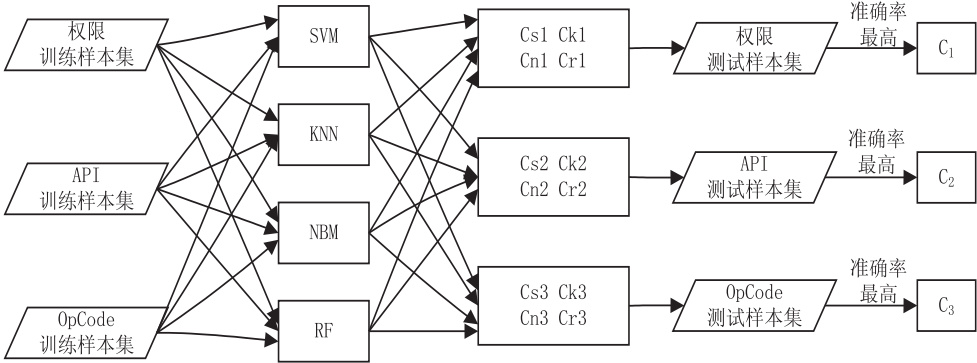 权限
训练样本集
API
训练样本集
OpCode
训练样本集
SVM
KNN
NBM
RF
Cs1 Ck1
Cn1 Cr1
Cs2 Ck2
Cn2 Cr2
Cs3 Ck3
Cn3 Cr3
权限
测试样本集
API
测试样本集
OpCode
测试样本集
准确率
最高
C₁
准确率
最高
C₂
准确率
最高
C₃